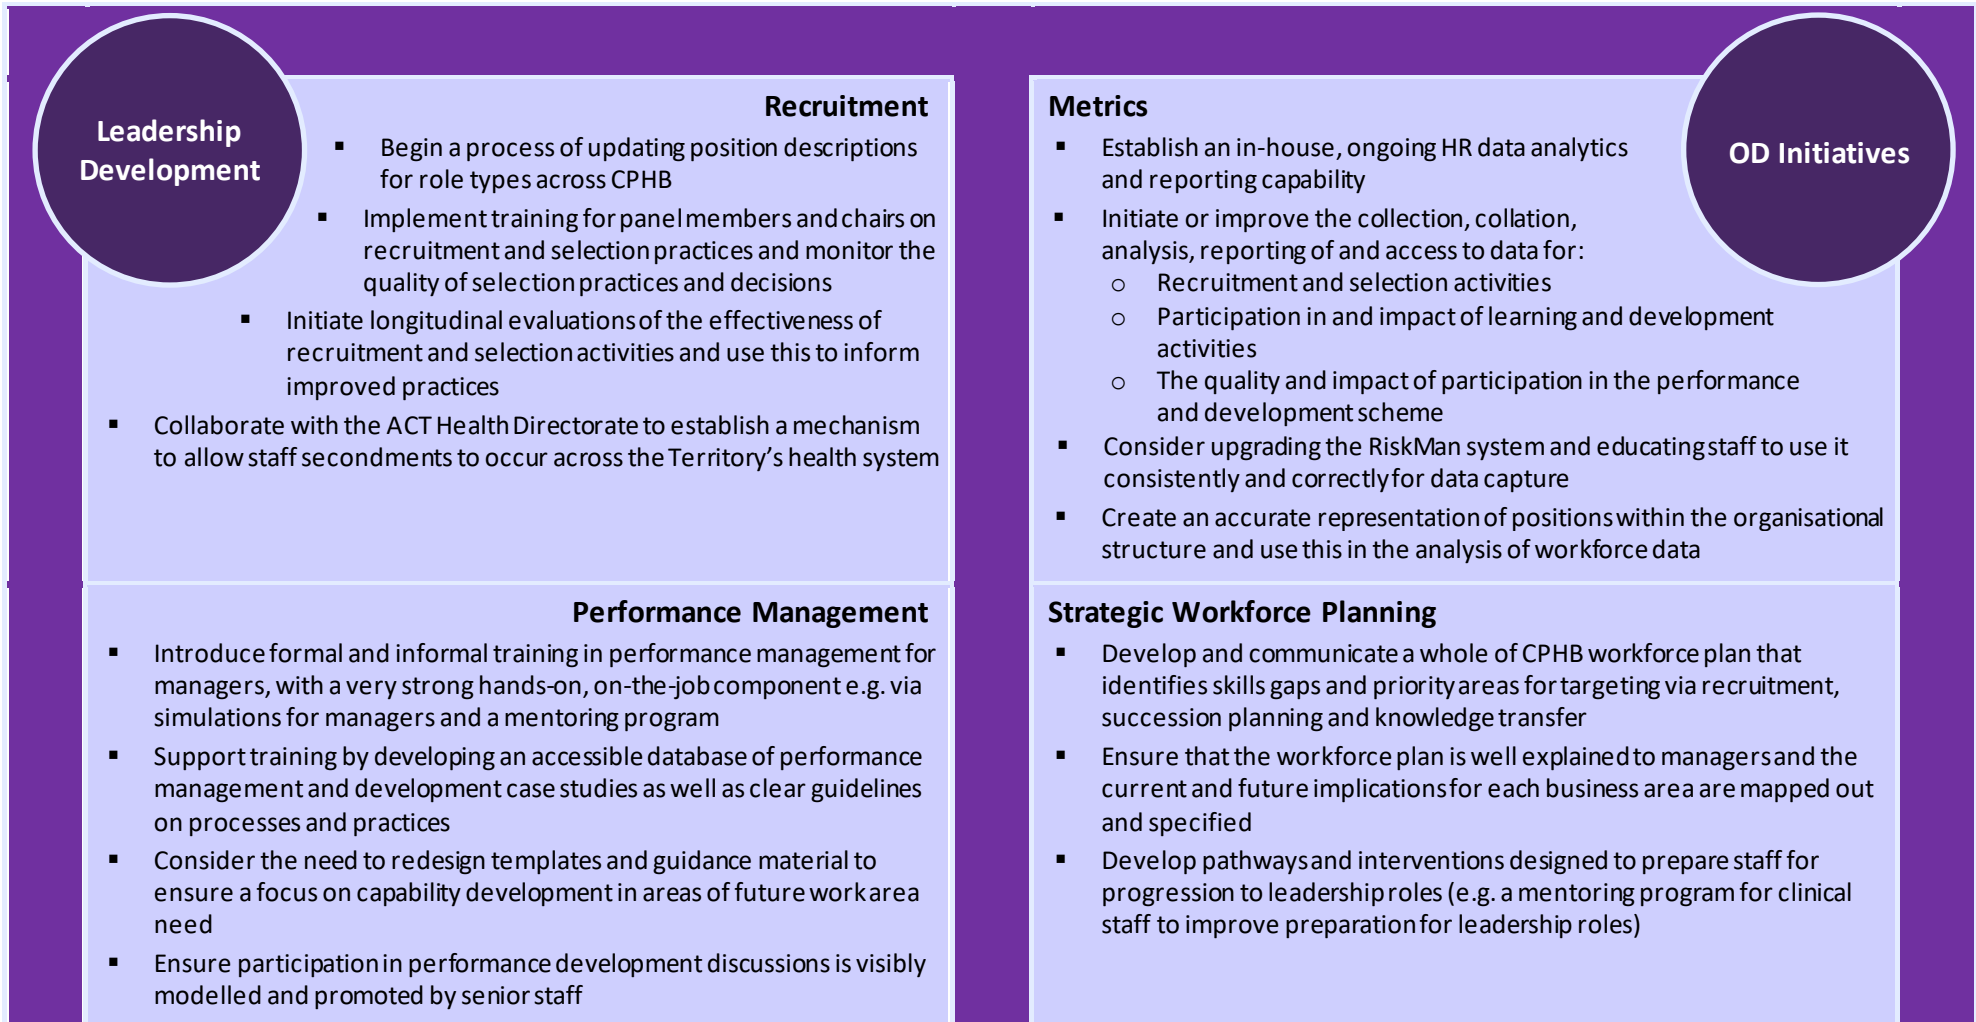 Leadership
Development
Recruitment
▪ Begin a process of updating position descriptions
for role types across CPHB
▪ Implement training for panel members and chairs on
recruitment and selection practices and monitor the
quality of selection practices and decisions
▪ Initiate longitudinal evaluations of the effectiveness of
recruitment and selection activities and use this to inform
improved practices
▪ Collaborate with the ACT Health Directorate to establish a mechanism
to allow staff secondments to occur across the Territory’s health system
OD Initiatives
Metrics
▪ Establish an in-house, ongoing HR data analytics
and reporting capability
▪ Initiate or improve the collection, collation,
analysis, reporting of and access to data for:
o Recruitment and selection activities
o Participation in and impact of learning and development
activities
o The quality and impact of participation in the performance
and development scheme
▪ Consider upgrading the RiskMan system and educating staff to use it
consistently and correctly for data capture
▪ Create an accurate representation of positions within the organisational
structure and use this in the analysis of workforce data
Performance Management
▪ Introduce formal and informal training in performance management for
managers, with a very strong hands-on, on-the-job component e.g. via
simulations for managers and a mentoring program
▪ Support training by developing an accessible database of performance
management and development case studies as well as clear guidelines
on processes and practices
▪ Consider the need to redesign templates and guidance material to
ensure a focus on capability development in areas of future work area
need
▪ Ensure participation in performance development discussions is visibly
modelled and promoted by senior staff
Strategic Workforce Planning
▪ Develop and communicate a whole of CPHB workforce plan that
identifies skills gaps and priority areas for targeting via recruitment,
succession planning and knowledge transfer
▪ Ensure that the workforce plan is well explained to managers and the
current and future implications for each business area are mapped out
and specified
▪ Develop pathways and interventions designed to prepare staff for
progression to leadership roles (e.g. a mentoring program for clinical
staff to improve preparation for leadership roles)